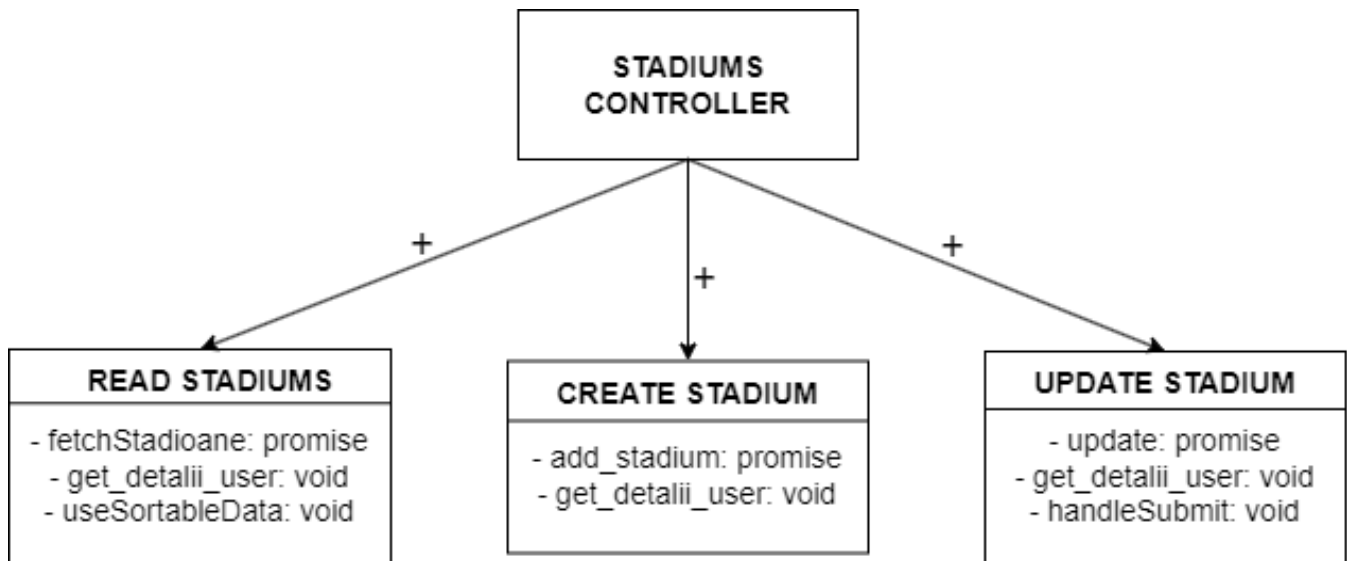 STADIUMS
CONTROLLER
+
+
+
READ STADIUMS
- fetchStadioane: promise
- get_detalii_user: void
- useSortableData: void
CREATE STADIUM
- add_stadium: promise
- get_detalii_user: void
UPDATE STADIUM
- update: promise
- get_detalii_user: void
- handleSubmit: void